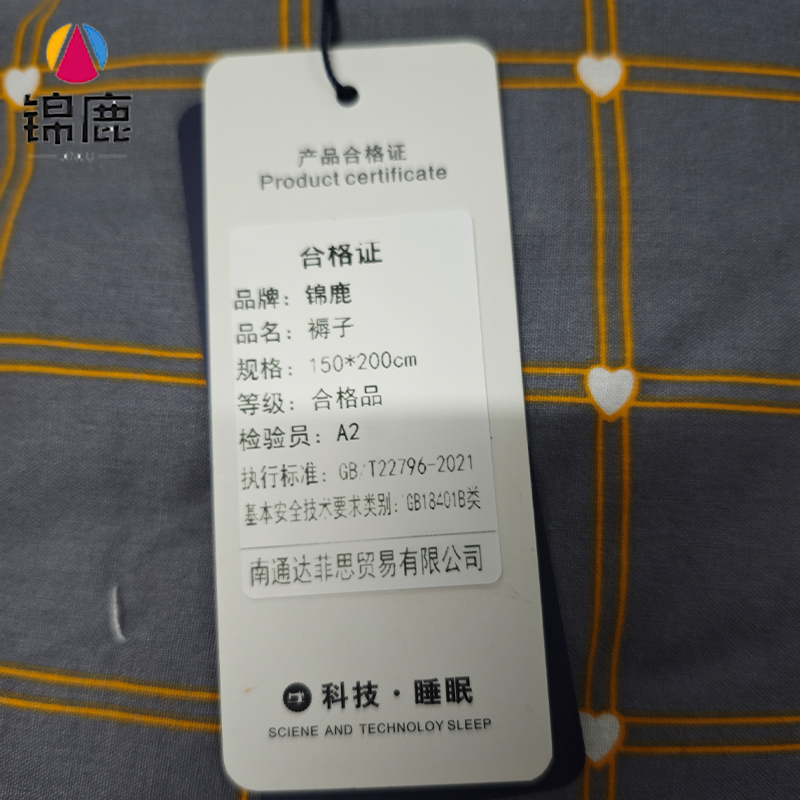 锦鹿
JINLU
产品合格证
Product certificate
合格证
品牌：锦鹿
品名：褥子
规格：150*200cm
等级：合格品
检验员：A2
执行标准：GB/T22796-2021
基本安全技术要求类别：GB18401B类
南通达菲思贸易有限公司
科技·睡眠
SCIENE AND TECHNOLOY SLEEP